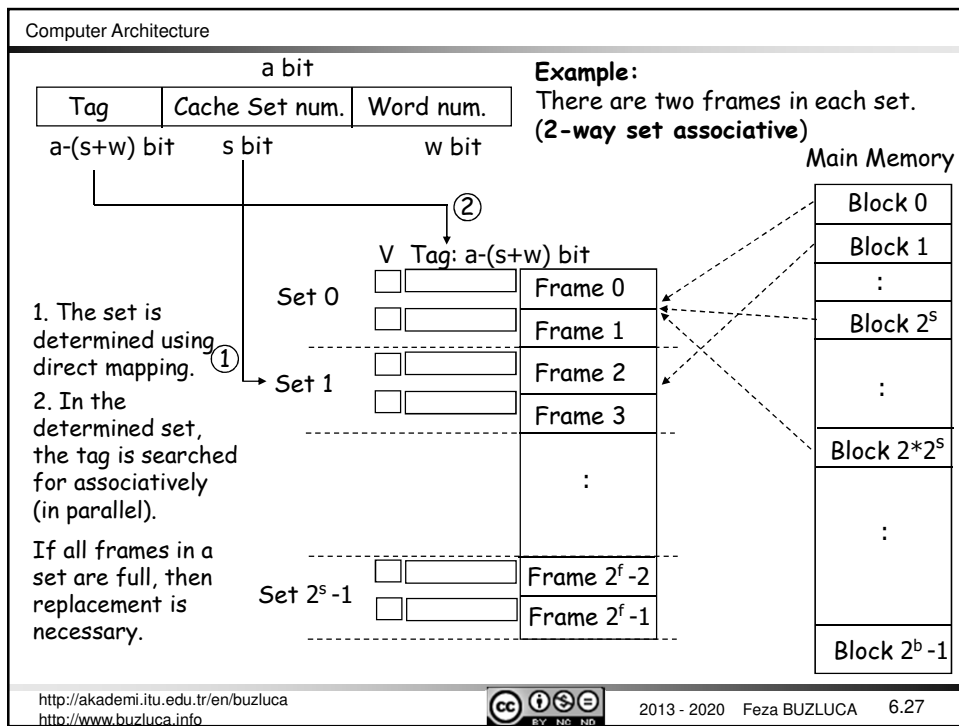 Computer Architecture
a bit
Tag Cache Set num. Word num.
a-(s+w) bit s bit w bit
Example:
There are two frames in each set.
(2-way set associative)
Main Memory
Block 0
Block 1
:
Block 2ˢ
:
Block 2*2ˢ
:
Block 2ᵇ-1
②
V Tag: a-(s+w) bit
Set 0
Frame 0
Frame 1
①
Set 1
Frame 2
Frame 3
:
Set 2ˢ-1
Frame 2ᶠ-2
Frame 2ᶠ-1
1. The set is
determined using
direct mapping.
2. In the
determined set,
the tag is searched
for associatively
(in parallel).
If all frames in a
set are full, then
replacement is
necessary.
http://akademi.itu.edu.tr/en/buzluca
http://www.buzluca.info
cc
BY NC ND
2013 - 2020 Feza BUZLUCA 6.27